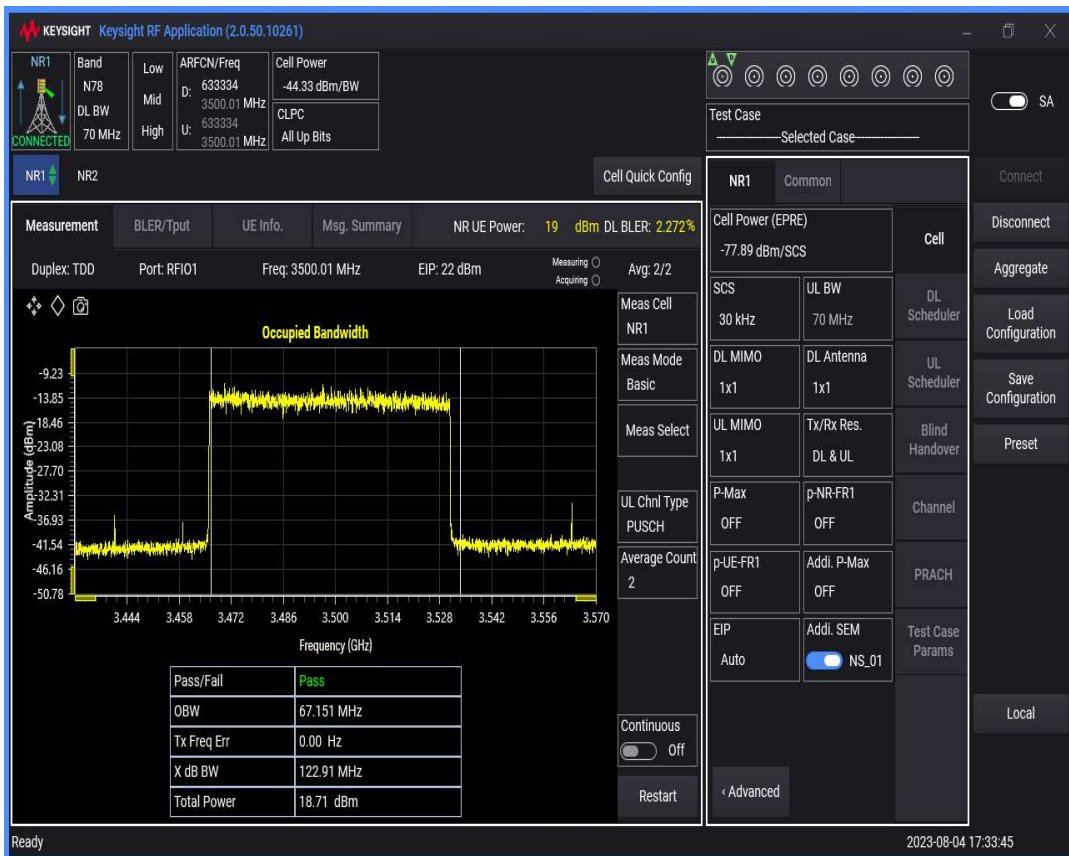 KEYSIGHT Keysight RF Application (2.0.50.10261)
NR1
CONNECTED
Band
N78
DL BW
70 MHz
Low
Mid
High
ARFCN/Freq
D: 633334
3500.01 MHz
U: 633334
3500.01 MHz
Cell Power
-44.33 dBm/BW
CLPC
All Up Bits
Test Case
Selected Case
SA
NR1 NR2 Cell Quick Config
Measurement BLER/Tput UE Info. Msg. Summary NR UE Power: 19 dBm DL BLER: 2.272%
Duplex: TDD Port: RFIO1 Freq: 3500.01 MHz EIP: 22 dBm Measuring Acquiring Avg: 2/2
Occupied Bandwidth
Amplitude (dBm)
-9.23
-13.85
-18.46
-23.08
-27.70
-32.31
-36.93
-41.54
-46.16
-50.78
3.444 3.458 3.472 3.486 3.500 3.514 3.528 3.542 3.556 3.570
Frequency (GHz)
Pass/Fail Pass
OBW 67.151 MHz
Tx Freq Err 0.00 Hz
X dB BW 122.91 MHz
Total Power 18.71 dBm
Meas Cell
NR1
Meas Mode
Basic
Meas Select
UL Chnl Type
PUSCH
Average Count
2
Continuous
Off
Restart
NR1 Common
Cell Power (EPRE)
-77.89 dBm/SCS
SCS
30 kHz
UL BW
70 MHz
DL MIMO
1x1
DL Antenna
1x1
UL MIMO
1x1
Tx/Rx Res.
DL & UL
P-Max
OFF
p-NR-FR1
OFF
p-UE-FR1
OFF
Addi. P-Max
OFF
EIP
Auto
Addi. SEM
NS_01
‹ Advanced
Cell
DL
Scheduler
UL
Scheduler
Blind
Handover
Channel
PRACH
Test Case
Params
Connect
Disconnect
Aggregate
Load
Configuration
Save
Configuration
Preset
Local
Ready
2023-08-04 17:33:45